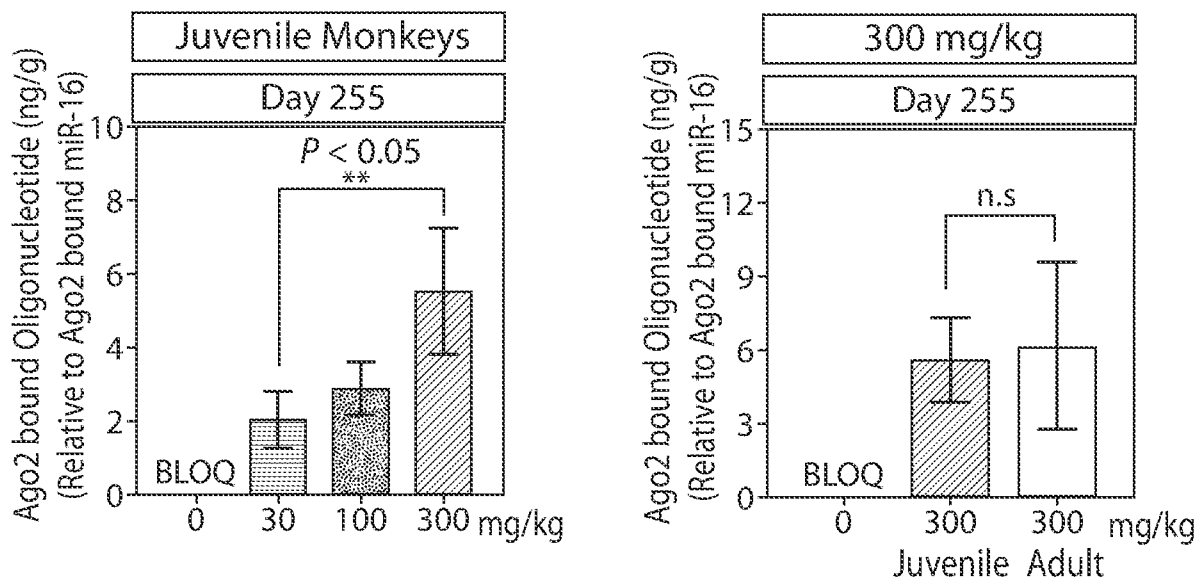 Juvenile Monkeys
Day 255
Ago2 bound Oligonucleotide (ng/g)
(Relative to Ago2 bound miR-16)
10
8
6
4
2
0
P < 0.05
**
BLOQ
0 30 100 300 mg/kg
300 mg/kg
Day 255
Ago2 bound Oligonucleotide (ng/g)
(Relative to Ago2 bound miR-16)
15
12
9
6
3
0
n.s
BLOQ
0 300 300 mg/kg
Juvenile Adult